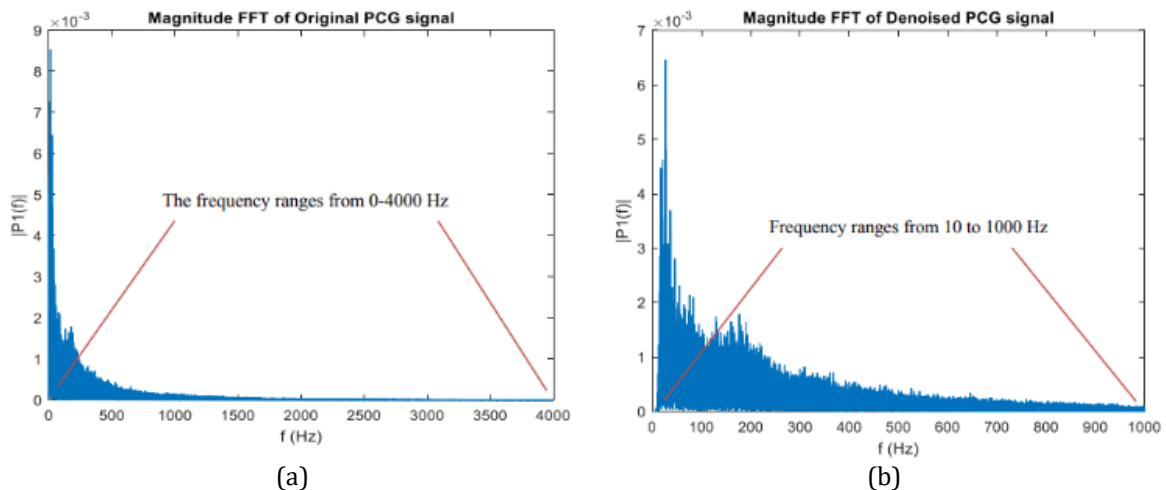 Magnitude FFT of Original PCG signal
×10⁻³
9
8
7
6
5
4
3
2
1
0
|P1(f)|
The frequency ranges from 0-4000 Hz
0 500 1000 1500 2000 2500 3000 3500 4000
f (Hz)
(a)
Magnitude FFT of Denoised PCG signal
×10⁻³
7
6
5
4
3
2
1
0
|P1(f)|
Frequency ranges from 10 to 1000 Hz
0 100 200 300 400 500 600 700 800 900 1000
f (Hz)
(b)